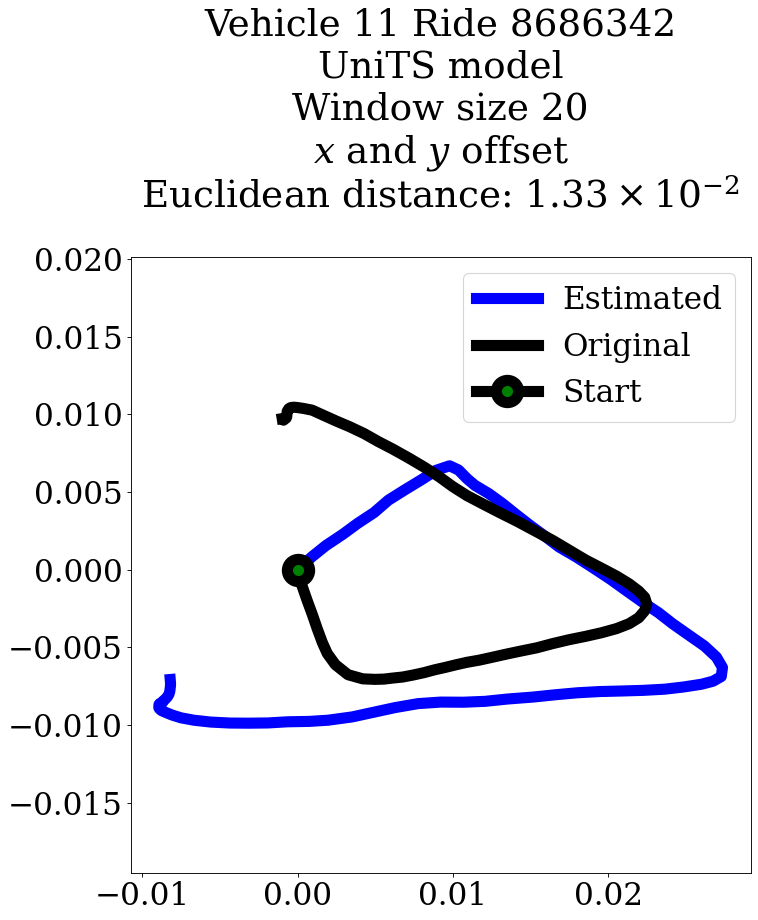 Vehicle 11 Ride 8686342
UniTS model
Window size 20
x and y offset
Euclidean distance: 1.33 × 10⁻²
0.020
0.015
0.010
0.005
0.000
−0.005
−0.010
−0.015
Estimated
Original
Start
−0.01 0.00 0.01 0.02